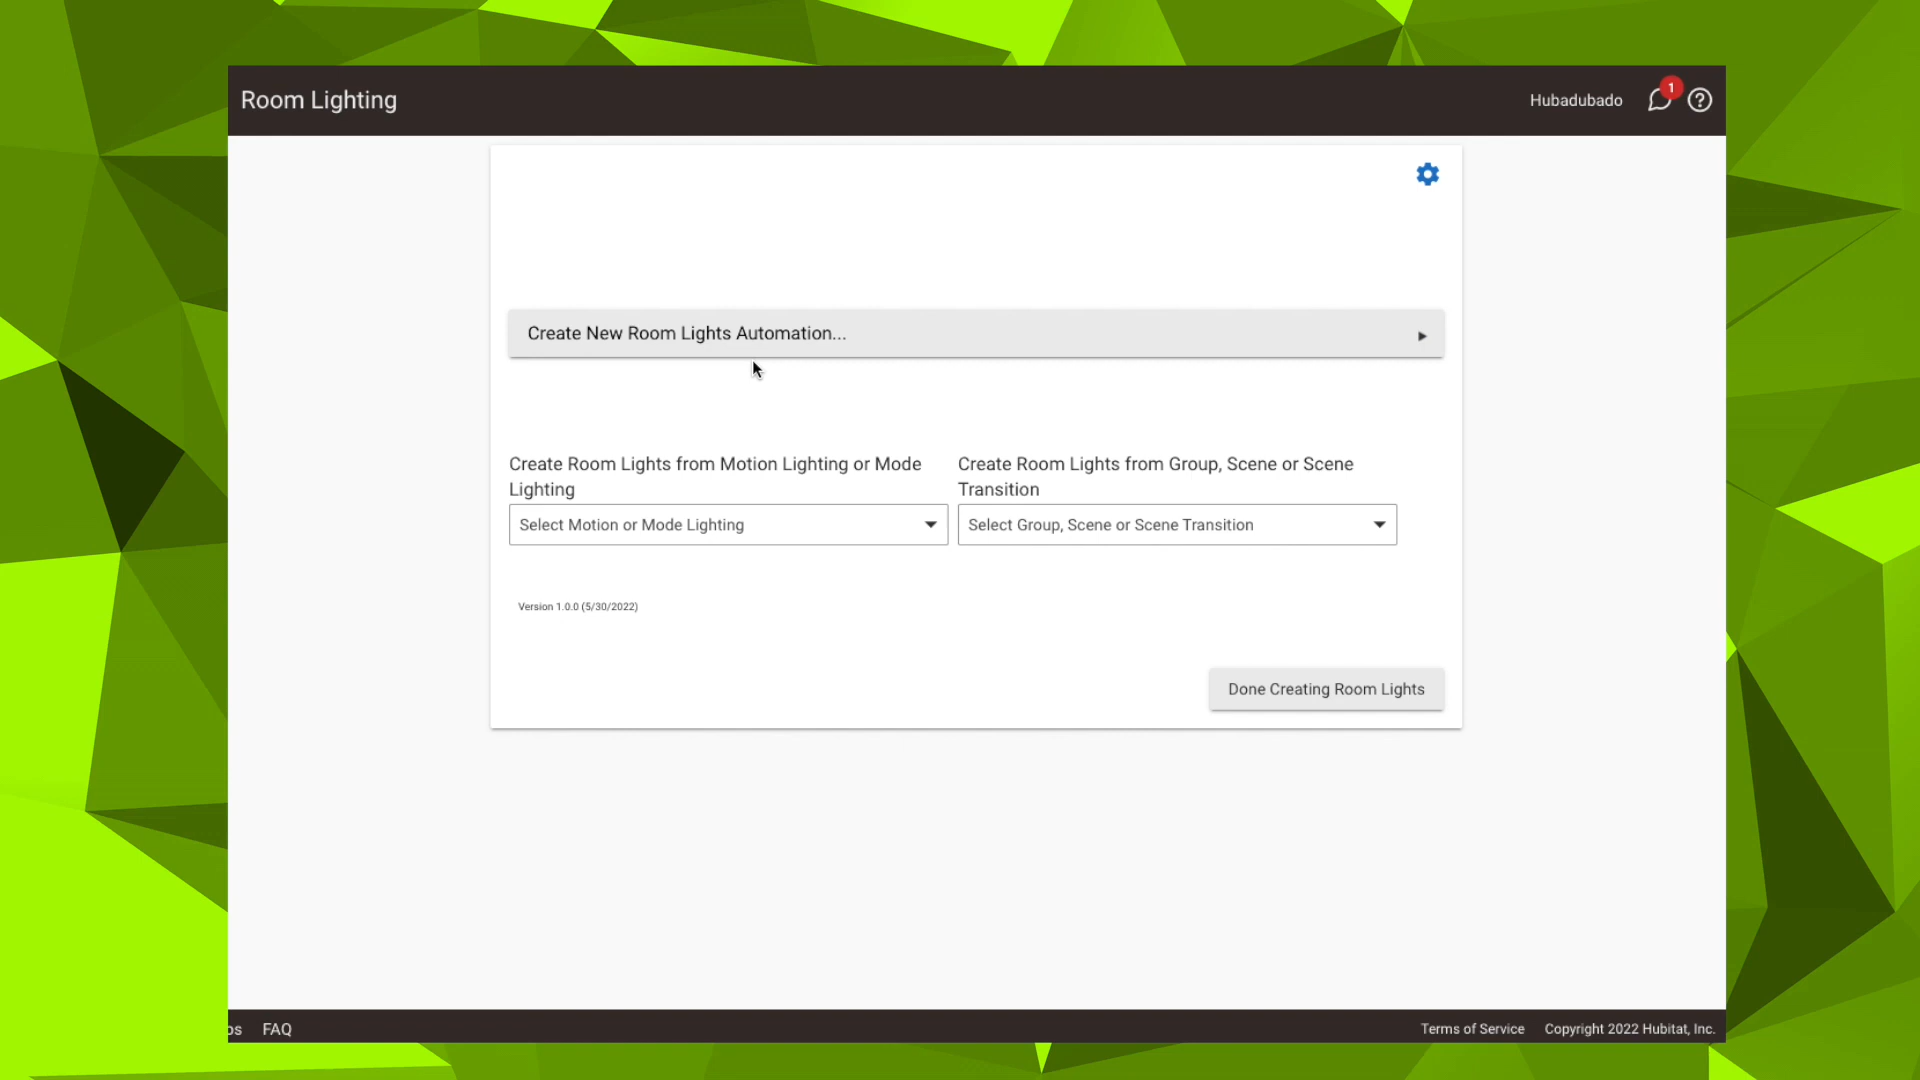 Room Lighting
Hubadubado
1
Create New Room Lights Automation...
Create Room Lights from Motion Lighting or Mode
Lighting
Create Room Lights from Group, Scene or Scene
Transition
Select Motion or Mode Lighting
Select Group, Scene or Scene Transition
Version 1.0.0 (5/30/2022)
Done Creating Room Lights
FAQ
Terms of Service
Copyright 2022 Hubitat, Inc.